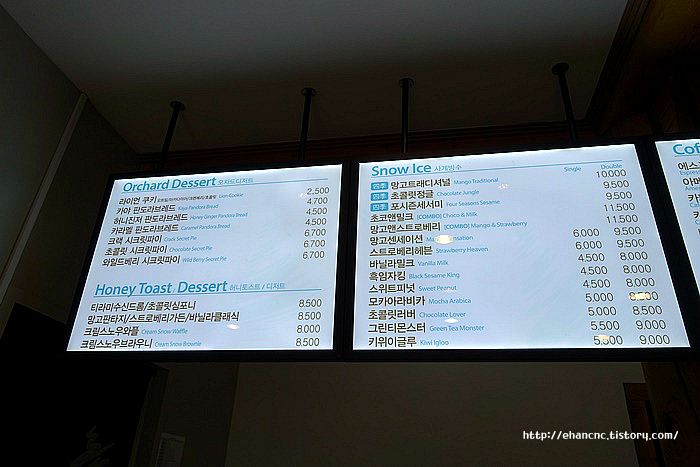 Orchard Dessert 오차드디저트
라이언 쿠키 Lion Cookie 2,500
카야 판도라브레드 Kaya Pandora Bread 4,700
허니진저 판도라브레드 Honey Ginger Pandora Bread 4,500
카라멜 판도라브레드 Caramel Pandora Bread 4,500
크랙 시크릿파이 Crack Secret Pie 6,700
초콜릿 시크릿파이 Chocolate Secret Pie 6,700
와일드베리 시크릿파이 Wild Berry Secret Pie 6,700
Honey Toast / Dessert 허니토스트 / 디저트
티라미수신드롬/초콜릿심포니 8.500
망고판타지/스트로베리가든/바닐라클래식 8.500
크림스노우와플 Cream Snow Waffle 8.000
크림스노우브라우니 Cream Snow Brownie 8.500
Snow Ice 사계빙수 Single Double
四季 망고트래디셔널 Mango Traditional 10.000
四季 초콜릿정글 Chocolate Jungle 9.500
四季 포시즌세서미 Four Seasons Sesame 9.500
초코앤밀크 [COMBO] Choco & Milk 11.500
망고앤스트로베리 [COMBO] Mango & Strawberry 11.500
망고센세이션 6.000 9.500
스트로베리헤븐 Strawberry Heaven 6.000 9.500
바닐라밀크 Vanilla Milk 4.500 8.000
흑임자킹 Black Sesame King 4.500 8.000
스위트피넛 Sweet Peanut 4.500 8.000
모카아라비카 Mocha Arabica 5.000
초콜릿러버 Chocolate Lover 5.000 8.500
그린티몬스터 Green Tea Monster 5.500 9.000
키위이글루 Kiwi Igloo 9.000
http://ehancnc.tistory.com/